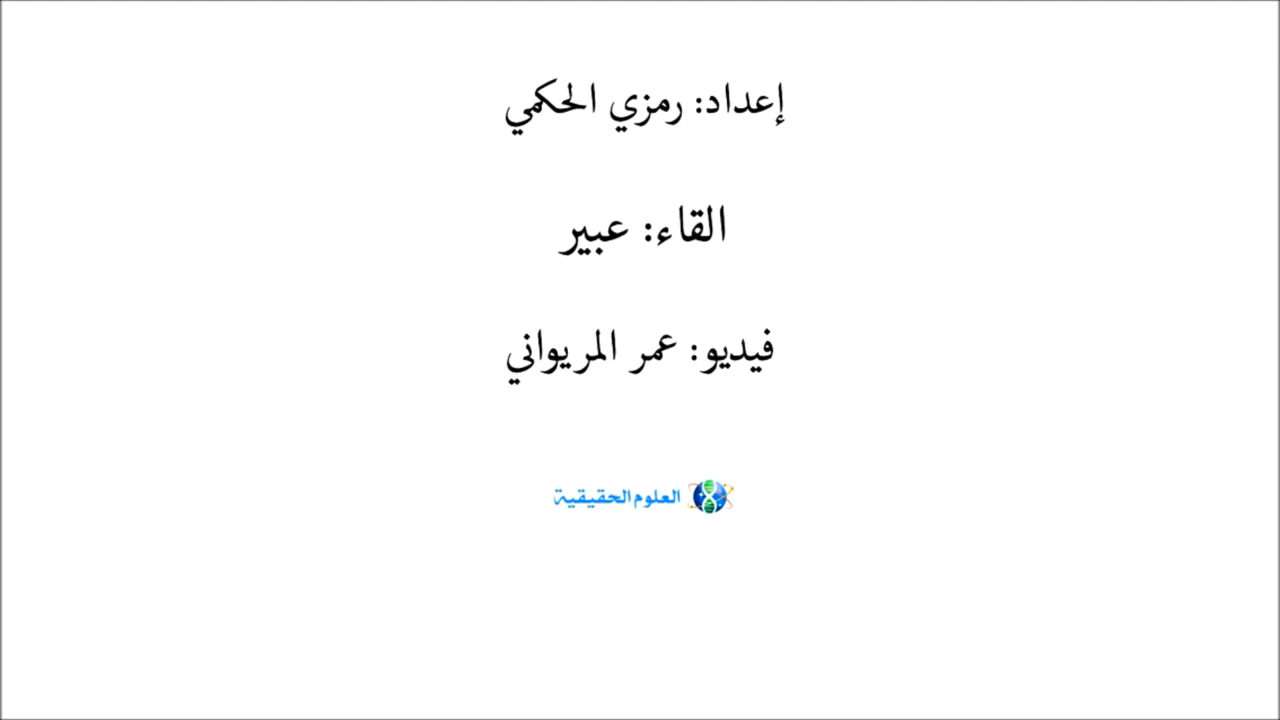 إعداد: رمزي الحكمي
القاء: عبير
فيديو: عمر المريواني
العلوم الحقيقية